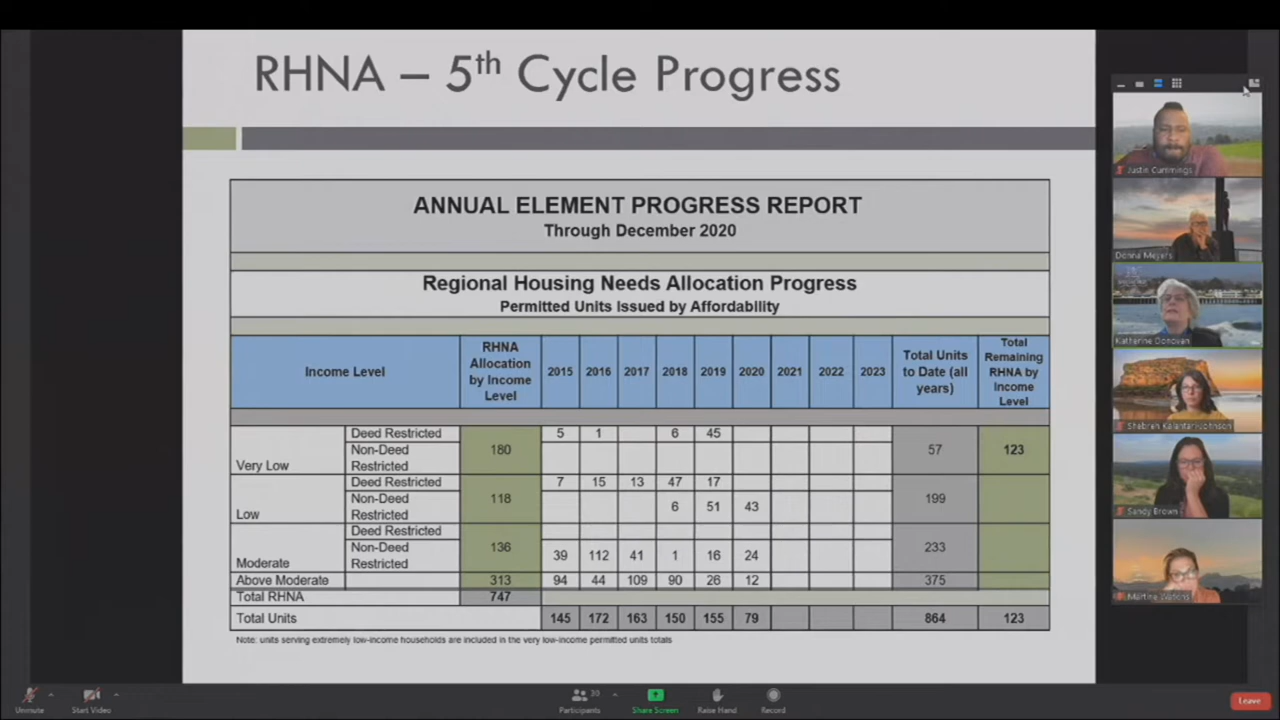 RHNA – 5th Cycle Progress
ANNUAL ELEMENT PROGRESS REPORT
Through December 2020
Regional Housing Needs Allocation Progress
Permitted Units Issued by Affordability
Income Level
RHNA Allocation by Income Level
2015 2016 2017 2018 2019 2020 2021 2022 2023
Total Units to Date (all years)
Total Remaining RHNA by Income Level
Very Low
Deed Restricted 5 1 6 45
Non-Deed Restricted
180 57 123
Low
Deed Restricted 7 15 13 47 17
Non-Deed Restricted 6 51 43
118 199
Moderate
Deed Restricted
Non-Deed Restricted 39 112 41 1 16 24
136 233
Above Moderate 313 94 44 109 90 26 12 375
Total RHNA 747
Total Units 145 172 163 150 155 79 864 123
Note: units serving extremely low-income households are included in the very low-income permitted units totals
Justin Cummings
Donna Meyers
Katherine Donovan
Shebreh Kalantari-Johnson
Sandy Brown
Martine Watkins
Unmute
Start Video
30
Participants
Share Screen
Raise Hand
Record
Leave